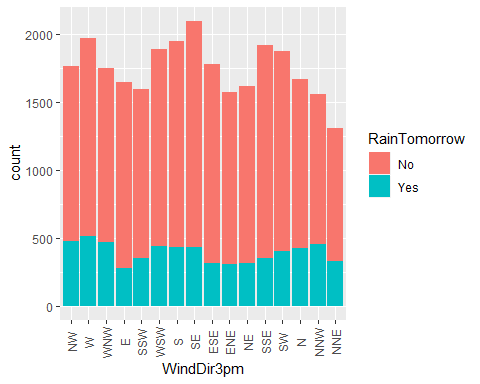 2000
1500
1000
500
0
count
NW
W
WNW
E
SSW
WSW
S
SE
ESE
ENE
NE
SSE
SW
N
NNW
NNE
WindDir3pm
RainTomorrow
No
Yes